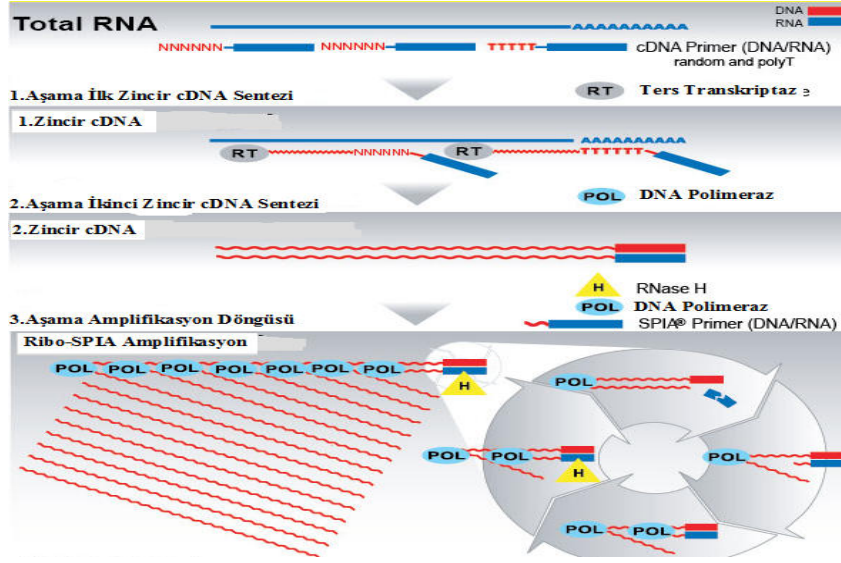 Total RNA
AAAAAAAAAA
DNA
RNA
NNNNNN
NNNNNN
TTTTT
cDNA Primer (DNA/RNA)
random and polyT
1.Aşama İlk Zincir cDNA Sentezi
RT
Ters Transkriptaz e
1.Zincir cDNA
AAAAAAAAAA
RT
NNNNNN
RT
TTTTTT
2.Aşama İkinci Zincir cDNA Sentezi
POL
DNA Polimeraz
2.Zincir cDNA
H
RNase H
POL
DNA Polimeraz
3.Aşama Amplifikasyon Döngüsü
SPIA® Primer (DNA/RNA)
Ribo-SPIA Amplifikasyon
POL POL POL POL POL POL POL
H
POL
POL POL
H
POL
POL POL